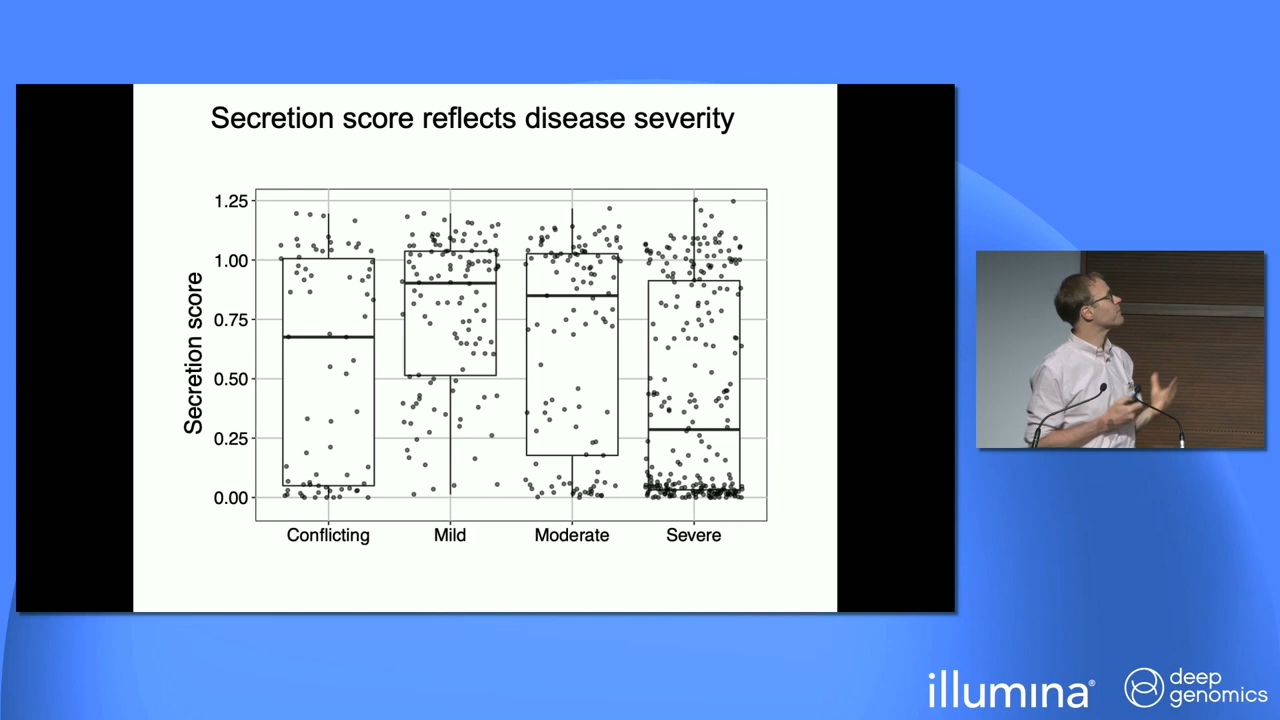 Secretion score reflects disease severity
Secretion score
1.25
1.00
0.75
0.50
0.25
0.00
Conflicting
Mild
Moderate
Severe
illumina®
deep
genomics